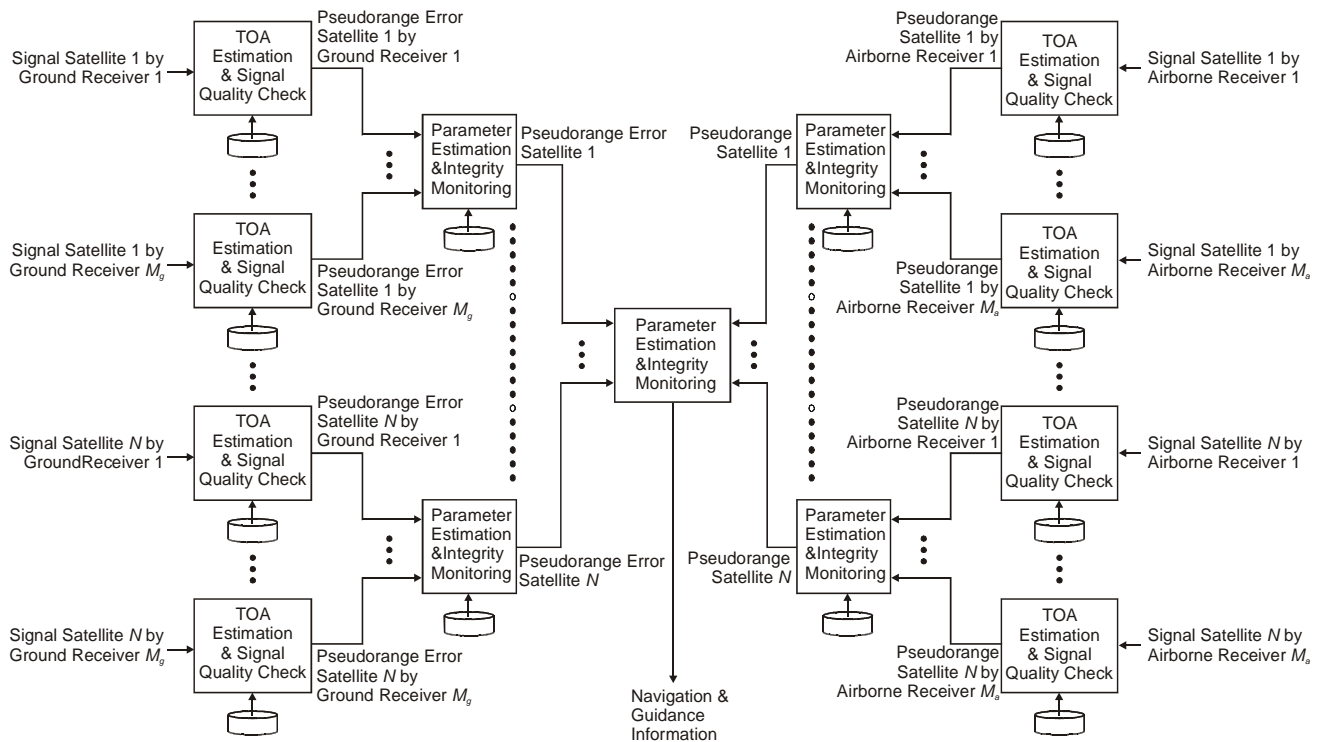 Signal Satellite 1 by
Ground Receiver 1
TOA
Estimation
& Signal
Quality Check
Pseudorange Error
Satellite 1 by
Ground Receiver 1
Signal Satellite 1 by
Ground Receiver Mg
TOA
Estimation
& Signal
Quality Check
Pseudorange Error
Satellite 1 by
Ground Receiver Mg
Parameter
Estimation
&Integrity
Monitoring
Pseudorange Error
Satellite 1
Signal Satellite N by
GroundReceiver 1
TOA
Estimation
& Signal
Quality Check
Pseudorange Error
Satellite N by
Ground Receiver 1
Signal Satellite N by
Ground Receiver Mg
TOA
Estimation
& Signal
Quality Check
Pseudorange Error
Satellite N by
Ground Receiver Mg
Parameter
Estimation
&Integrity
Monitoring
Pseudorange Error
Satellite N
Parameter
Estimation
&Integrity
Monitoring
Navigation &
Guidance
Information
Pseudorange
Satellite 1
Parameter
Estimation
&Integrity
Monitoring
Pseudorange
Satellite 1 by
Airborne Receiver 1
TOA
Estimation
& Signal
Quality Check
Signal Satellite 1 by
Airborne Receiver 1
Pseudorange
Satellite 1 by
Airborne Receiver Ma
TOA
Estimation
& Signal
Quality Check
Signal Satellite 1 by
Airborne Receiver Ma
Pseudorange
Satellite N
Parameter
Estimation
&Integrity
Monitoring
Pseudorange
Satellite N by
Airborne Receiver 1
TOA
Estimation
& Signal
Quality Check
Signal Satellite N by
Airborne Receiver 1
Pseudorange
Satellite N by
Airborne Receiver Ma
TOA
Estimation
& Signal
Quality Check
Signal Satellite N by
Airborne Receiver Ma